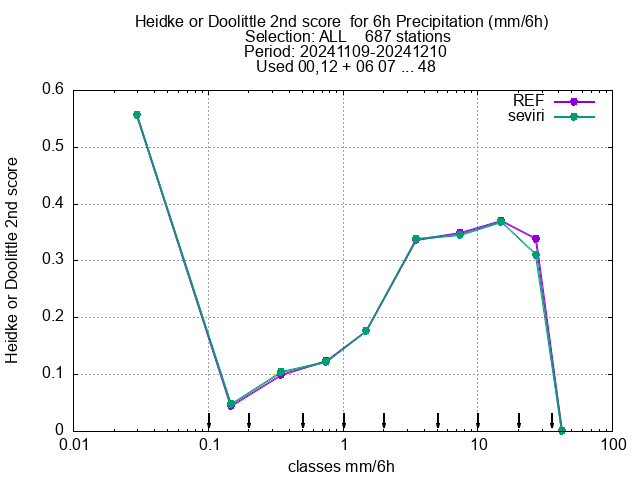 Heidke or Doolittle 2nd score  for 6h Precipitation (mm/6h)
Selection: ALL    687 stations
Period: 20241109-20241210
Used 00,12 + 06 07 ... 48
REF
seviri
Heidke or Doolittle 2nd score
0.6
0.5
0.4
0.3
0.2
0.1
0
0.01 0.1 1 10 100
classes mm/6h